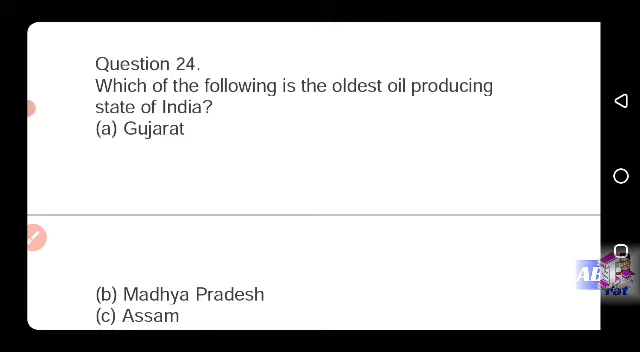 Question 24.
Which of the following is the oldest oil producing
state of India?
(a) Gujarat
(b) Madhya Pradesh
(c) Assam